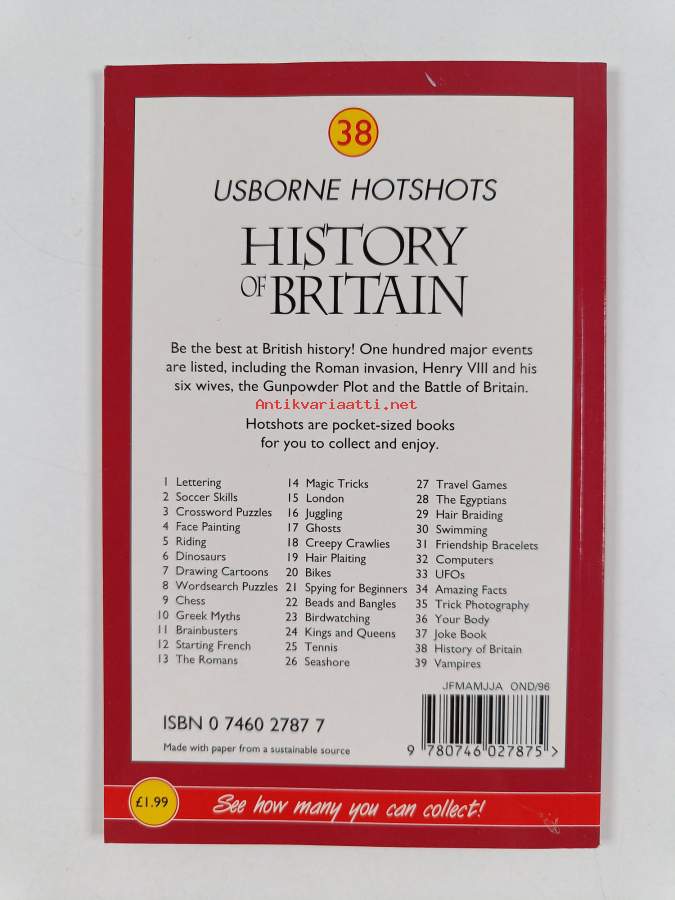 38
USBORNE HOTSHOTS
HISTORY
OF BRITAIN
Be the best at British history! One hundred major events
are listed, including the Roman invasion, Henry VIII and his
six wives, the Gunpowder Plot and the Battle of Britain.
Antikvariaatti.net
Hotshots are pocket-sized books
for you to collect and enjoy.
1 Lettering
2 Soccer Skills
3 Crossword Puzzles
4 Face Painting
5 Riding
6 Dinosaurs
7 Drawing Cartoons
8 Wordsearch Puzzles
9 Chess
10 Greek Myths
11 Brainbusters
12 Starting French
13 The Romans
14 Magic Tricks
15 London
16 Juggling
17 Ghosts
18 Creepy Crawlies
19 Hair Plaiting
20 Bikes
21 Spying for Beginners
22 Beads and Bangles
23 Birdwatching
24 Kings and Queens
25 Tennis
26 Seashore
27 Travel Games
28 The Egyptians
29 Hair Braiding
30 Swimming
31 Friendship Bracelets
32 Computers
33 UFOs
34 Amazing Facts
35 Trick Photography
36 Your Body
37 Joke Book
38 History of Britain
39 Vampires
JFMAMJJA OND/96
ISBN 0 7460 2787 7
Made with paper from a sustainable source
9 780746 027875 >
£1.99
See how many you can collect!